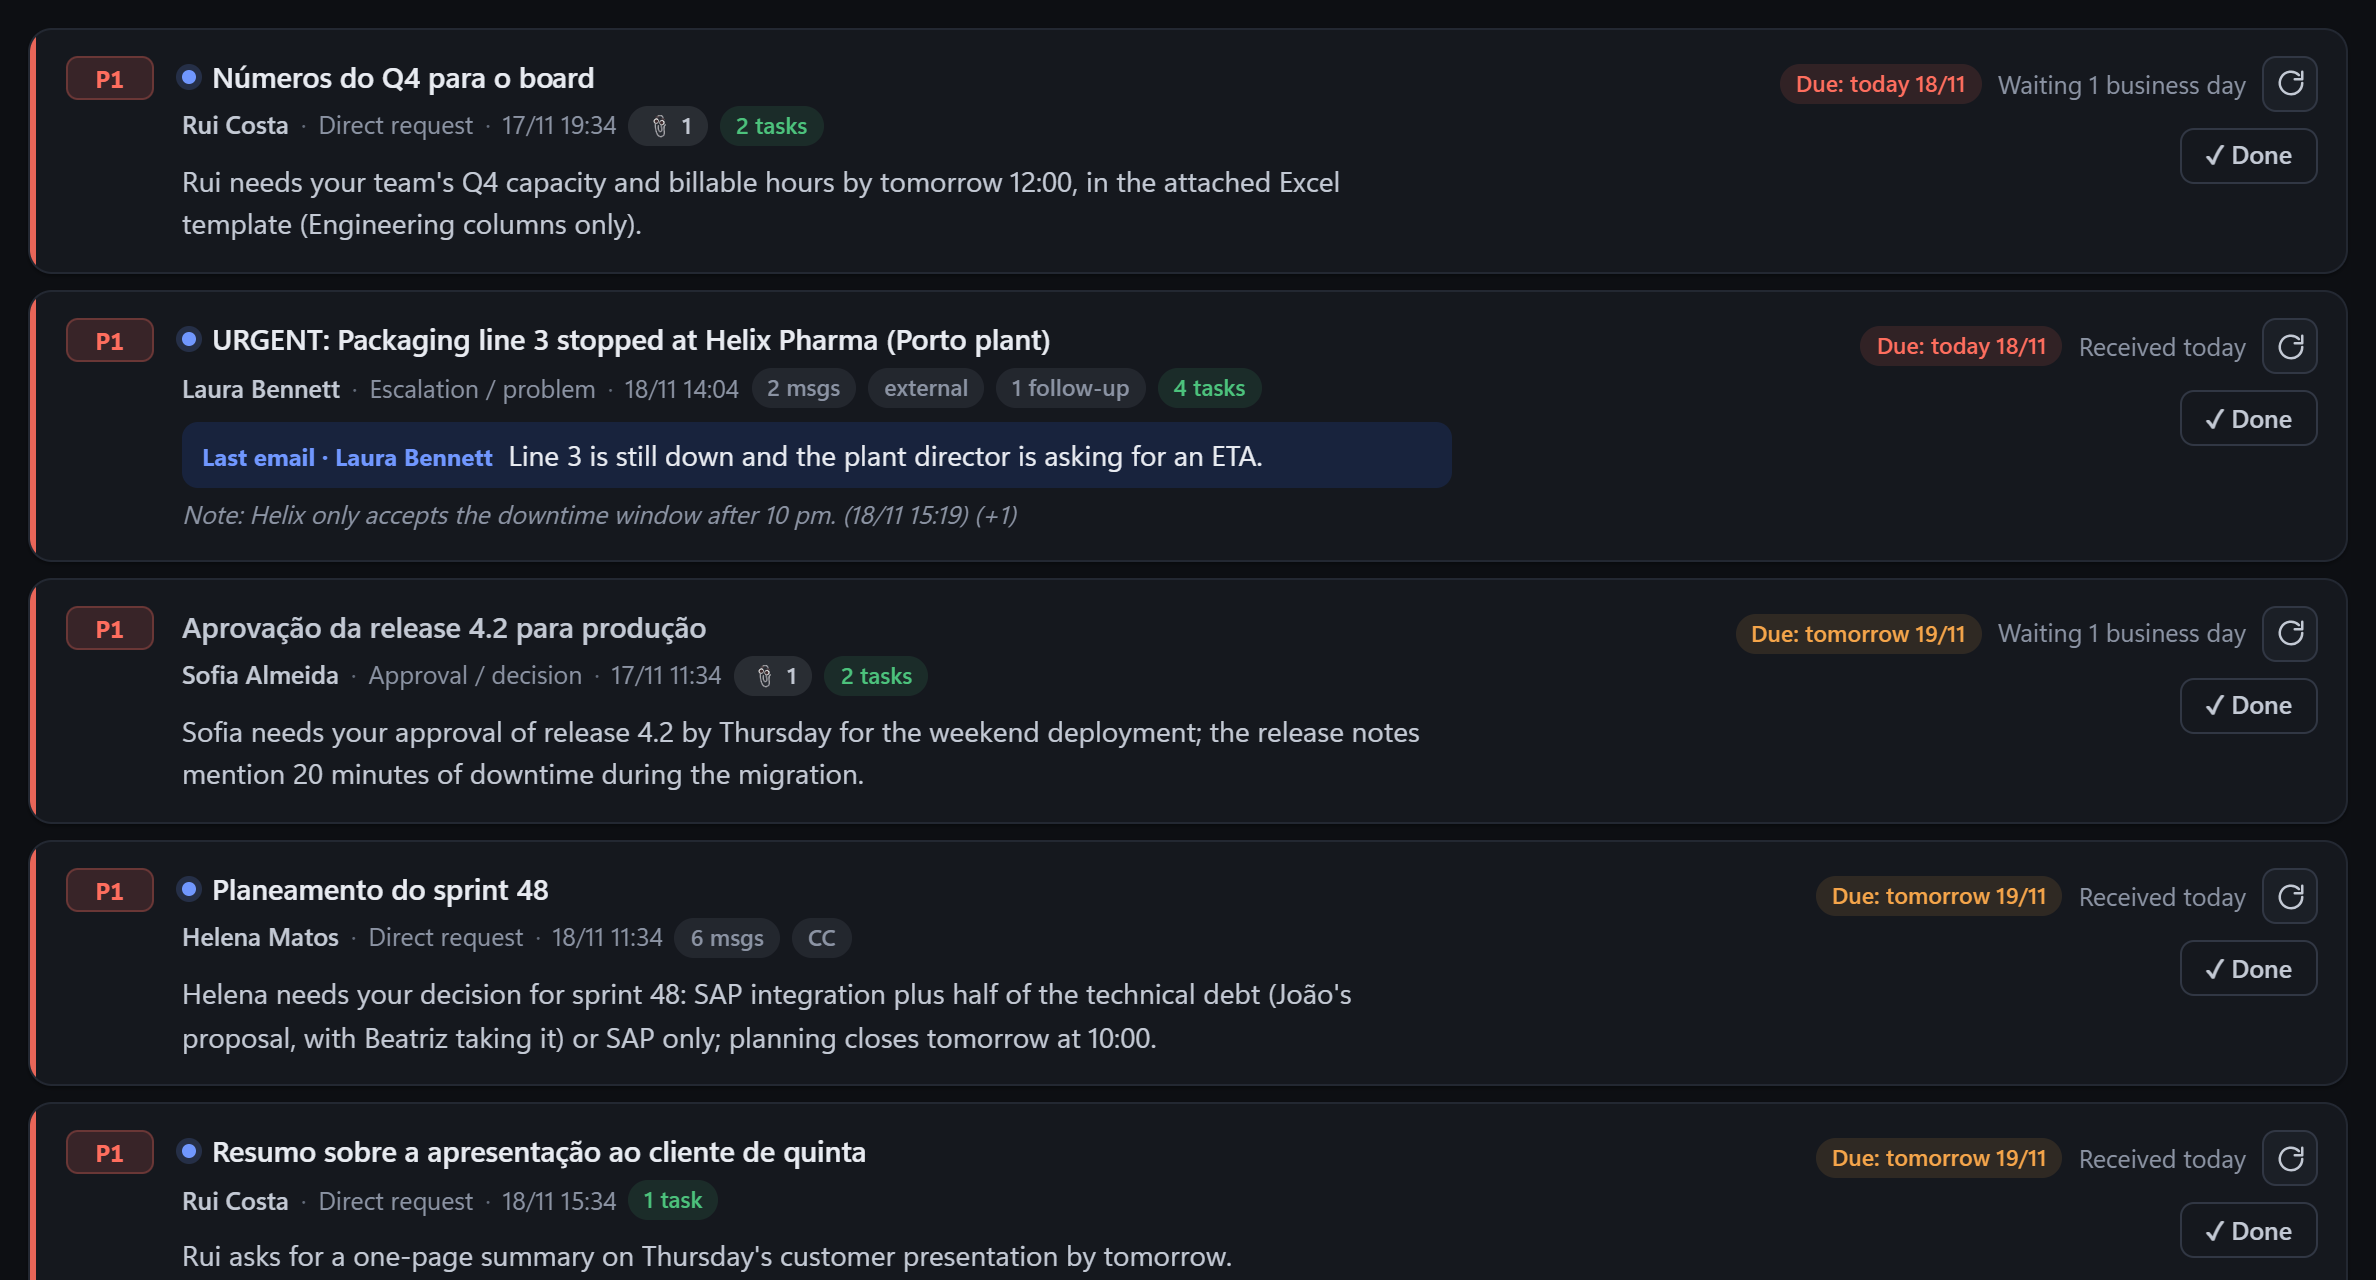 P1 Números do Q4 para o board Due: today 18/11 Waiting 1 business day
Rui Costa · Direct request · 17/11 19:34 1 2 tasks
✓ Done
Rui needs your team's Q4 capacity and billable hours by tomorrow 12:00, in the attached Excel
template (Engineering columns only).
P1 URGENT: Packaging line 3 stopped at Helix Pharma (Porto plant) Due: today 18/11 Received today
Laura Bennett · Escalation / problem · 18/11 14:04 2 msgs external 1 follow-up 4 tasks
✓ Done
Last email · Laura Bennett Line 3 is still down and the plant director is asking for an ETA.
Note: Helix only accepts the downtime window after 10 pm. (18/11 15:19) (+1)
P1 Aprovação da release 4.2 para produção Due: tomorrow 19/11 Waiting 1 business day
Sofia Almeida · Approval / decision · 17/11 11:34 1 2 tasks
✓ Done
Sofia needs your approval of release 4.2 by Thursday for the weekend deployment; the release notes
mention 20 minutes of downtime during the migration.
P1 Planeamento do sprint 48 Due: tomorrow 19/11 Received today
Helena Matos · Direct request · 18/11 11:34 6 msgs CC
✓ Done
Helena needs your decision for sprint 48: SAP integration plus half of the technical debt (João's
proposal, with Beatriz taking it) or SAP only; planning closes tomorrow at 10:00.
P1 Resumo sobre a apresentação ao cliente de quinta Due: tomorrow 19/11 Received today
Rui Costa · Direct request · 18/11 15:34 1 task
✓ Done
Rui asks for a one-page summary on Thursday's customer presentation by tomorrow.